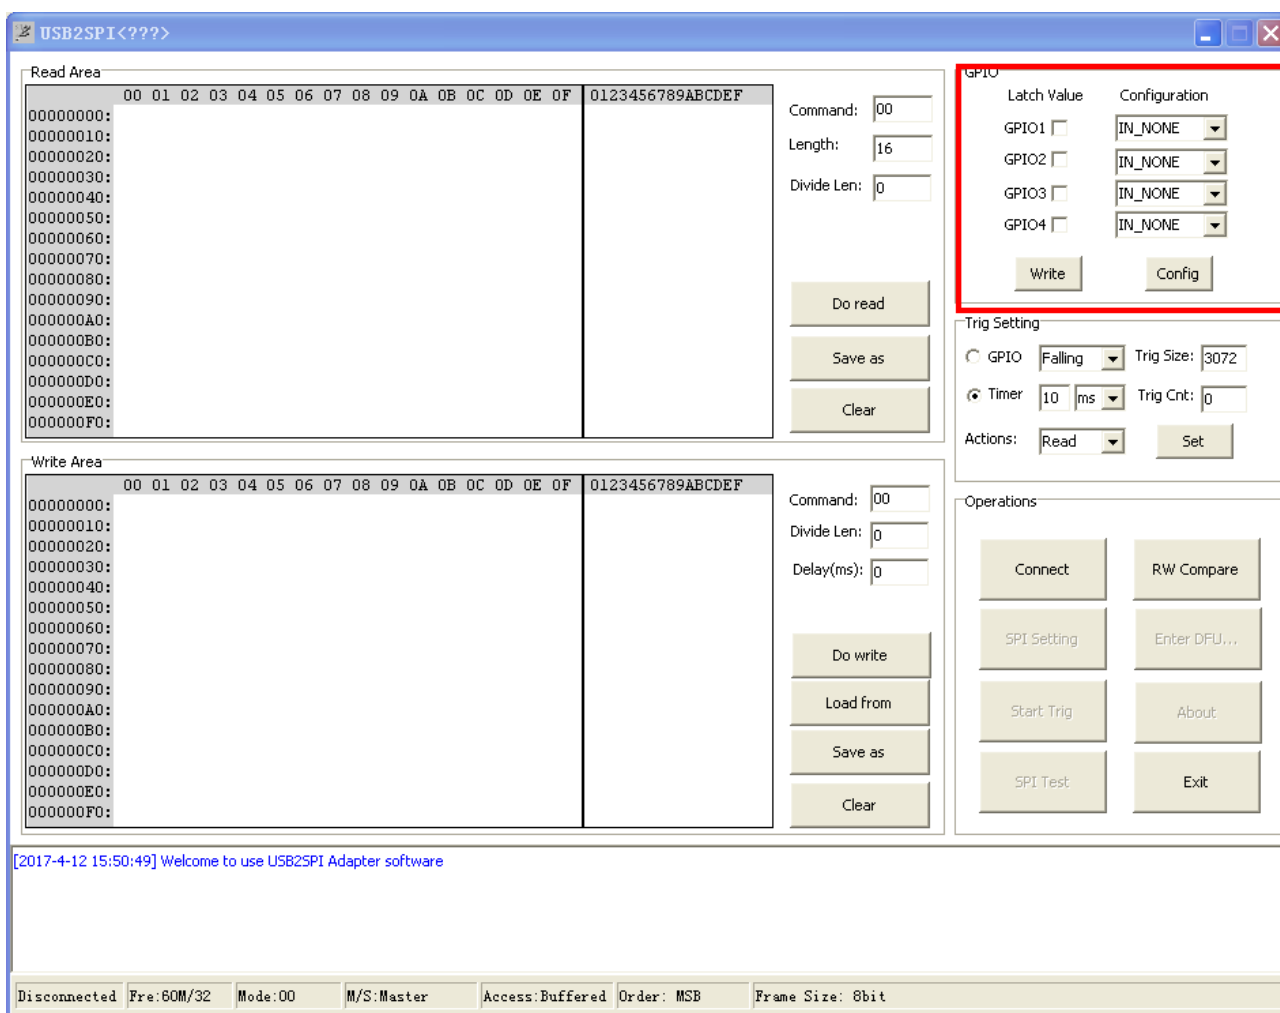 USB2SPI<???>
Read Area
00 01 02 03 04 05 06 07 08 09 0A 0B 0C 0D 0E 0F 0123456789ABCDEF
00000000:
00000010:
00000020:
00000030:
00000040:
00000050:
00000060:
00000070:
00000080:
00000090:
000000A0:
000000B0:
000000C0:
000000D0:
000000E0:
000000F0:
Command: 00
Length: 16
Divide Len: 0
Do read
Save as
Clear
GPIO
Latch Value Configuration
GPIO1 IN_NONE
GPIO2 IN_NONE
GPIO3 IN_NONE
GPIO4 IN_NONE
Write Config
Trig Setting
GPIO Falling Trig Size: 3072
Timer 10 ms Trig Cnt: 0
Actions: Read Set
Write Area
00 01 02 03 04 05 06 07 08 09 0A 0B 0C 0D 0E 0F 0123456789ABCDEF
00000000:
00000010:
00000020:
00000030:
00000040:
00000050:
00000060:
00000070:
00000080:
00000090:
000000A0:
000000B0:
000000C0:
000000D0:
000000E0:
000000F0:
Command: 00
Divide Len: 0
Delay(ms): 0
Do write
Load from
Save as
Clear
Operations
Connect RW Compare
SPI Setting Enter DFU...
Start Trig About
SPI Test Exit
[2017-4-12 15:50:49] Welcome to use USB2SPI Adapter software
Disconnected Fre:60M/32 Mode:00 M/S:Master Access:Buffered Order: MSB Frame Size: 8bit